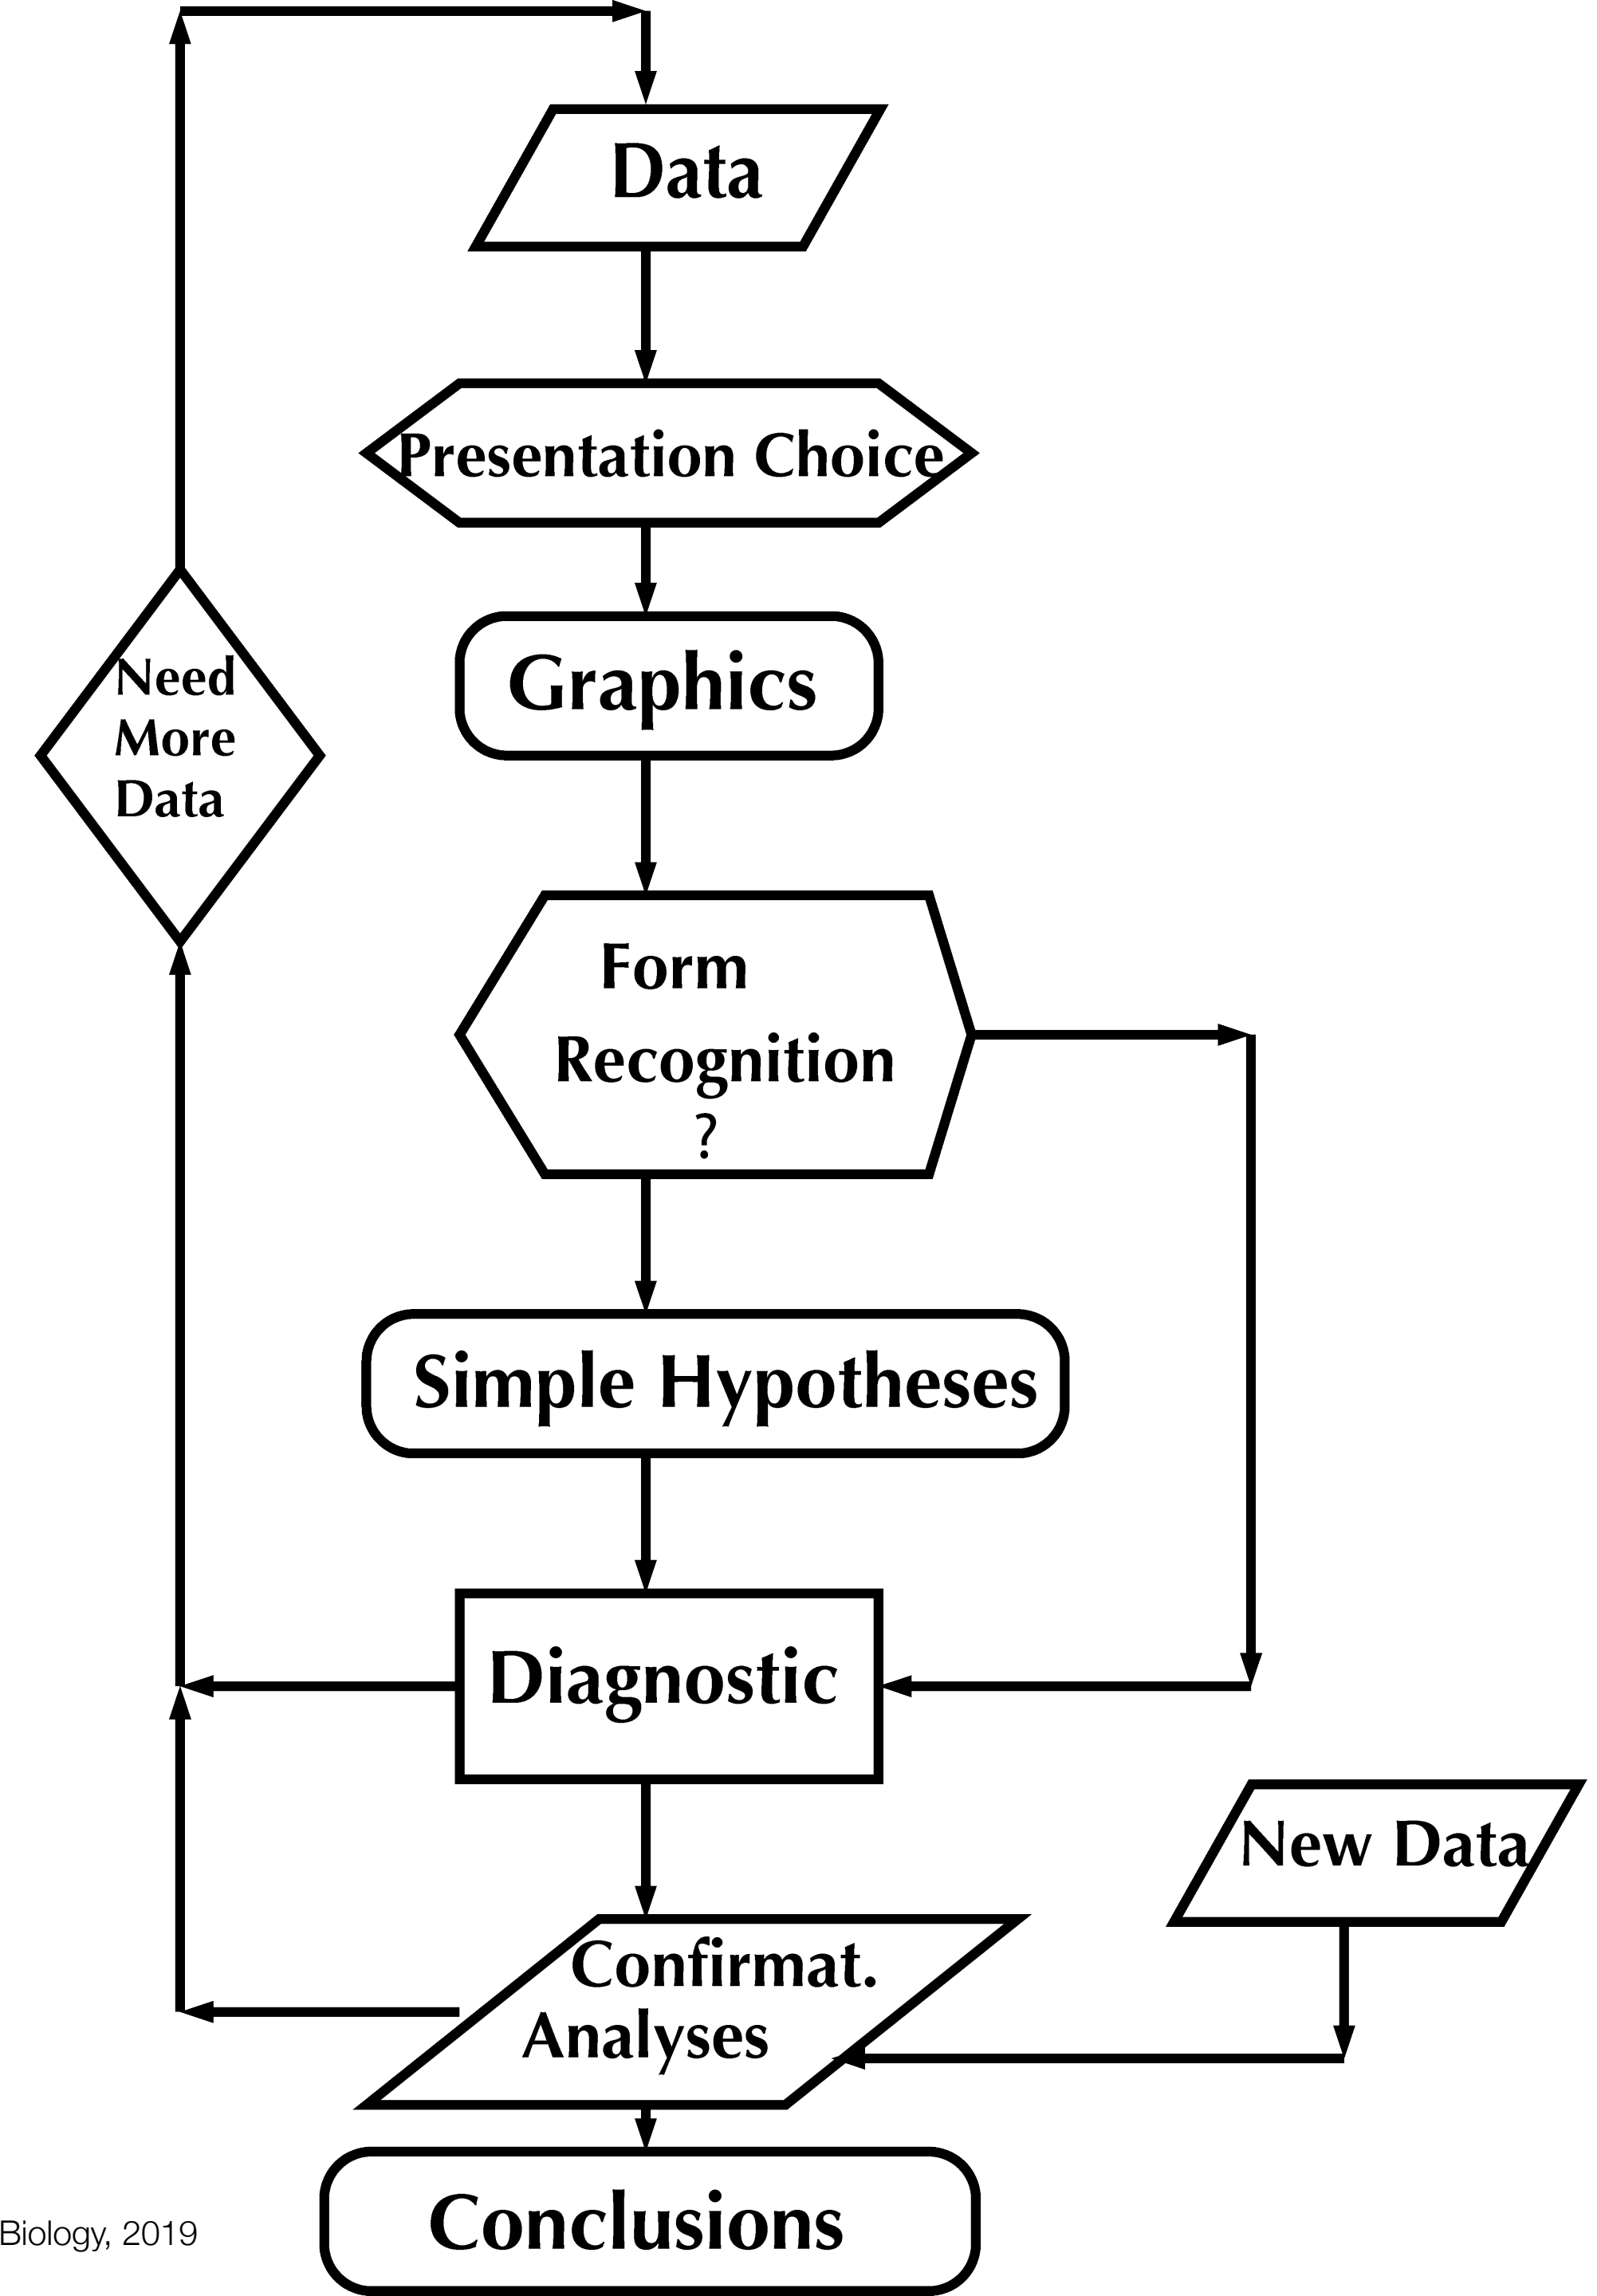 Data
Presentation Choice
Graphics
Need
More
Data
Form
Recognition
?
Simple Hypotheses
Diagnostic
New Data
Confirmat.
Analyses
Conclusions
Biology, 2019